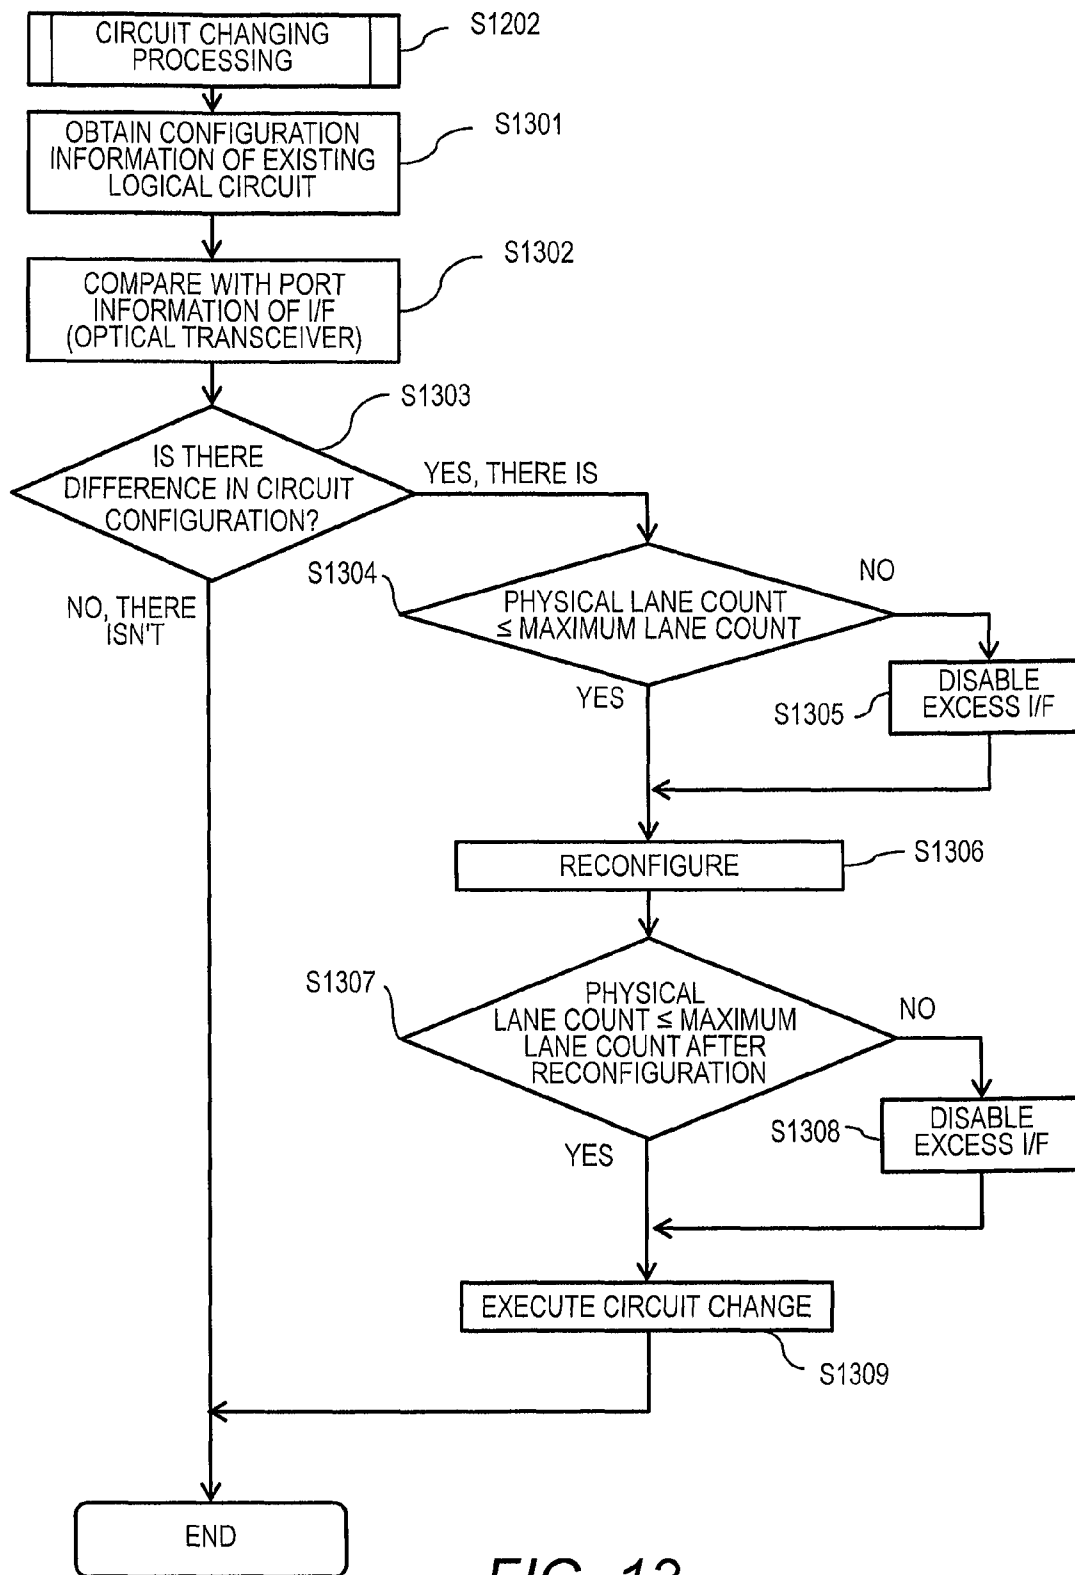 CIRCUIT CHANGING
PROCESSING
S1202
OBTAIN CONFIGURATION
INFORMATION OF EXISTING
LOGICAL CIRCUIT
S1301
COMPARE WITH PORT
INFORMATION OF I/F
(OPTICAL TRANSCEIVER)
S1302
IS THERE
DIFFERENCE IN CIRCUIT
CONFIGURATION?
S1303
YES, THERE IS
NO, THERE
ISN'T
S1304
PHYSICAL LANE COUNT
≤ MAXIMUM LANE COUNT
NO
YES
S1305
DISABLE
EXCESS I/F
RECONFIGURE
S1306
S1307
PHYSICAL
LANE COUNT ≤ MAXIMUM
LANE COUNT AFTER
RECONFIGURATION
NO
YES
S1308
DISABLE
EXCESS I/F
EXECUTE CIRCUIT CHANGE
S1309
END